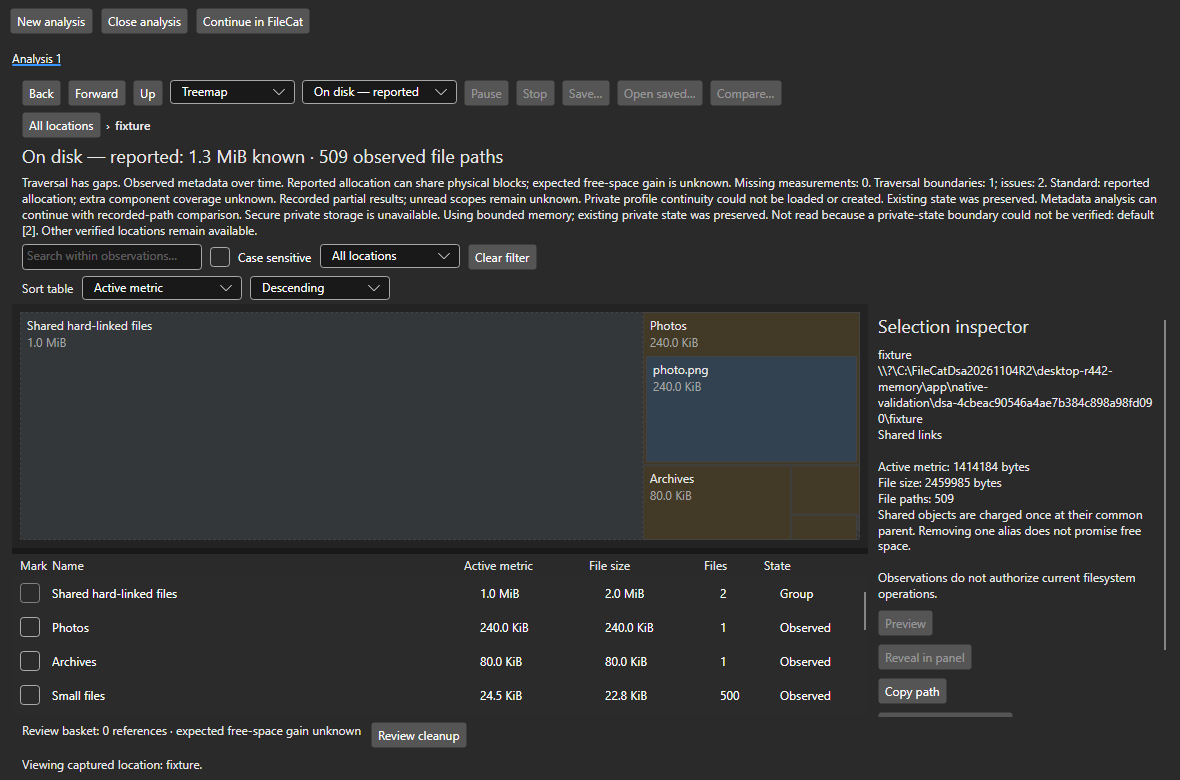 New analysis Close analysis Continue in FileCat
Analysis 1
Back Forward Up Treemap On disk — reported Pause Stop Save... Open saved... Compare...
All locations › fixture
On disk — reported: 1.3 MiB known · 509 observed file paths
Traversal has gaps. Observed metadata over time. Reported allocation can share physical blocks; expected free-space gain is unknown. Missing measurements: 0. Traversal boundaries: 1; issues: 2. Standard: reported
allocation; extra component coverage unknown. Recorded partial results; unread scopes remain unknown. Private profile continuity could not be loaded or created. Existing state was preserved. Metadata analysis can
continue with recorded-path comparison. Secure private storage is unavailable. Using bounded memory; existing private state was preserved. Not read because a private-state boundary could not be verified: default
[2]. Other verified locations remain available.
Search within observations... Case sensitive All locations Clear filter
Sort table Active metric Descending
Shared hard-linked files
1.0 MiB
Photos
240.0 KiB
photo.png
240.0 KiB
Archives
80.0 KiB
Selection inspector
fixture
\\?\C:\FileCatDsa20261104R2\desktop-r442-
memory\app\native-
validation\dsa-4cbeac90546a4ae7b384c898a98fd09
0\fixture
Shared links
Active metric: 1414184 bytes
File size: 2459985 bytes
File paths: 509
Shared objects are charged once at their common
parent. Removing one alias does not promise free
space.
Observations do not authorize current filesystem
operations.
Preview
Reveal in panel
Copy path
Mark Name Active metric File size Files State
Shared hard-linked files 1.0 MiB 2.0 MiB 2 Group
Photos 240.0 KiB 240.0 KiB 1 Observed
Archives 80.0 KiB 80.0 KiB 1 Observed
Small files 24.5 KiB 22.8 KiB 500 Observed
Review basket: 0 references · expected free-space gain unknown Review cleanup
Viewing captured location: fixture.